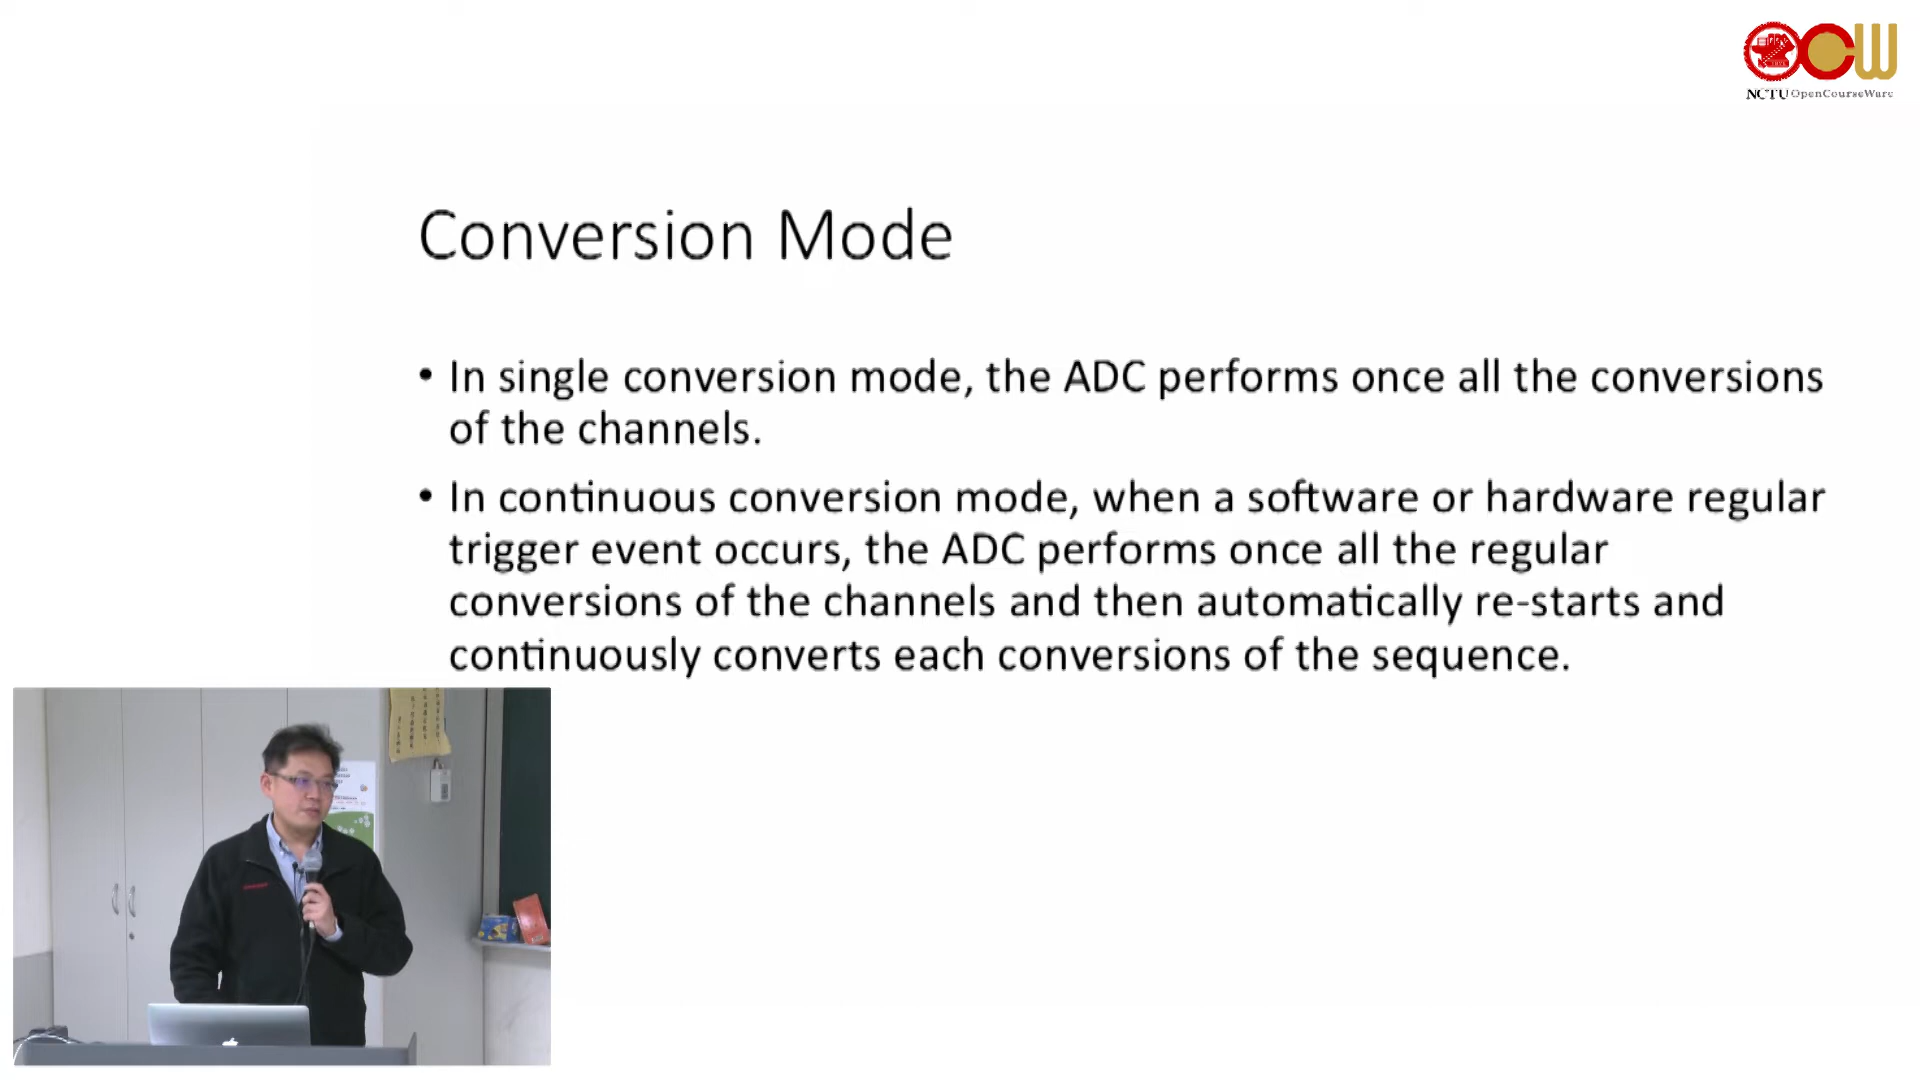 NCTU OpenCourseWare
Conversion Mode
• In single conversion mode, the ADC performs once all the conversions
of the channels.
• In continuous conversion mode, when a software or hardware regular
trigger event occurs, the ADC performs once all the regular
conversions of the channels and then automatically re-starts and
continuously converts each conversions of the sequence.